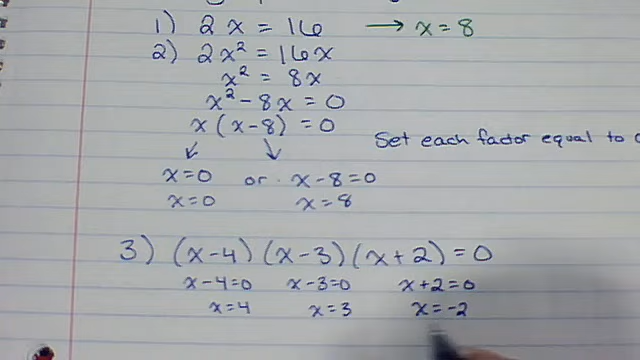 1) 2x = 16 → x = 8
2) 2x² = 16x
x² = 8x
x² - 8x = 0
x(x-8) = 0
Set each factor equal to
↙ ↘
x=0 or x-8=0
x=0 x=8
3) (x-4)(x-3)(x+2)=0
x-4=0 x-3=0 x+2=0
x=4 x=3 x=-2